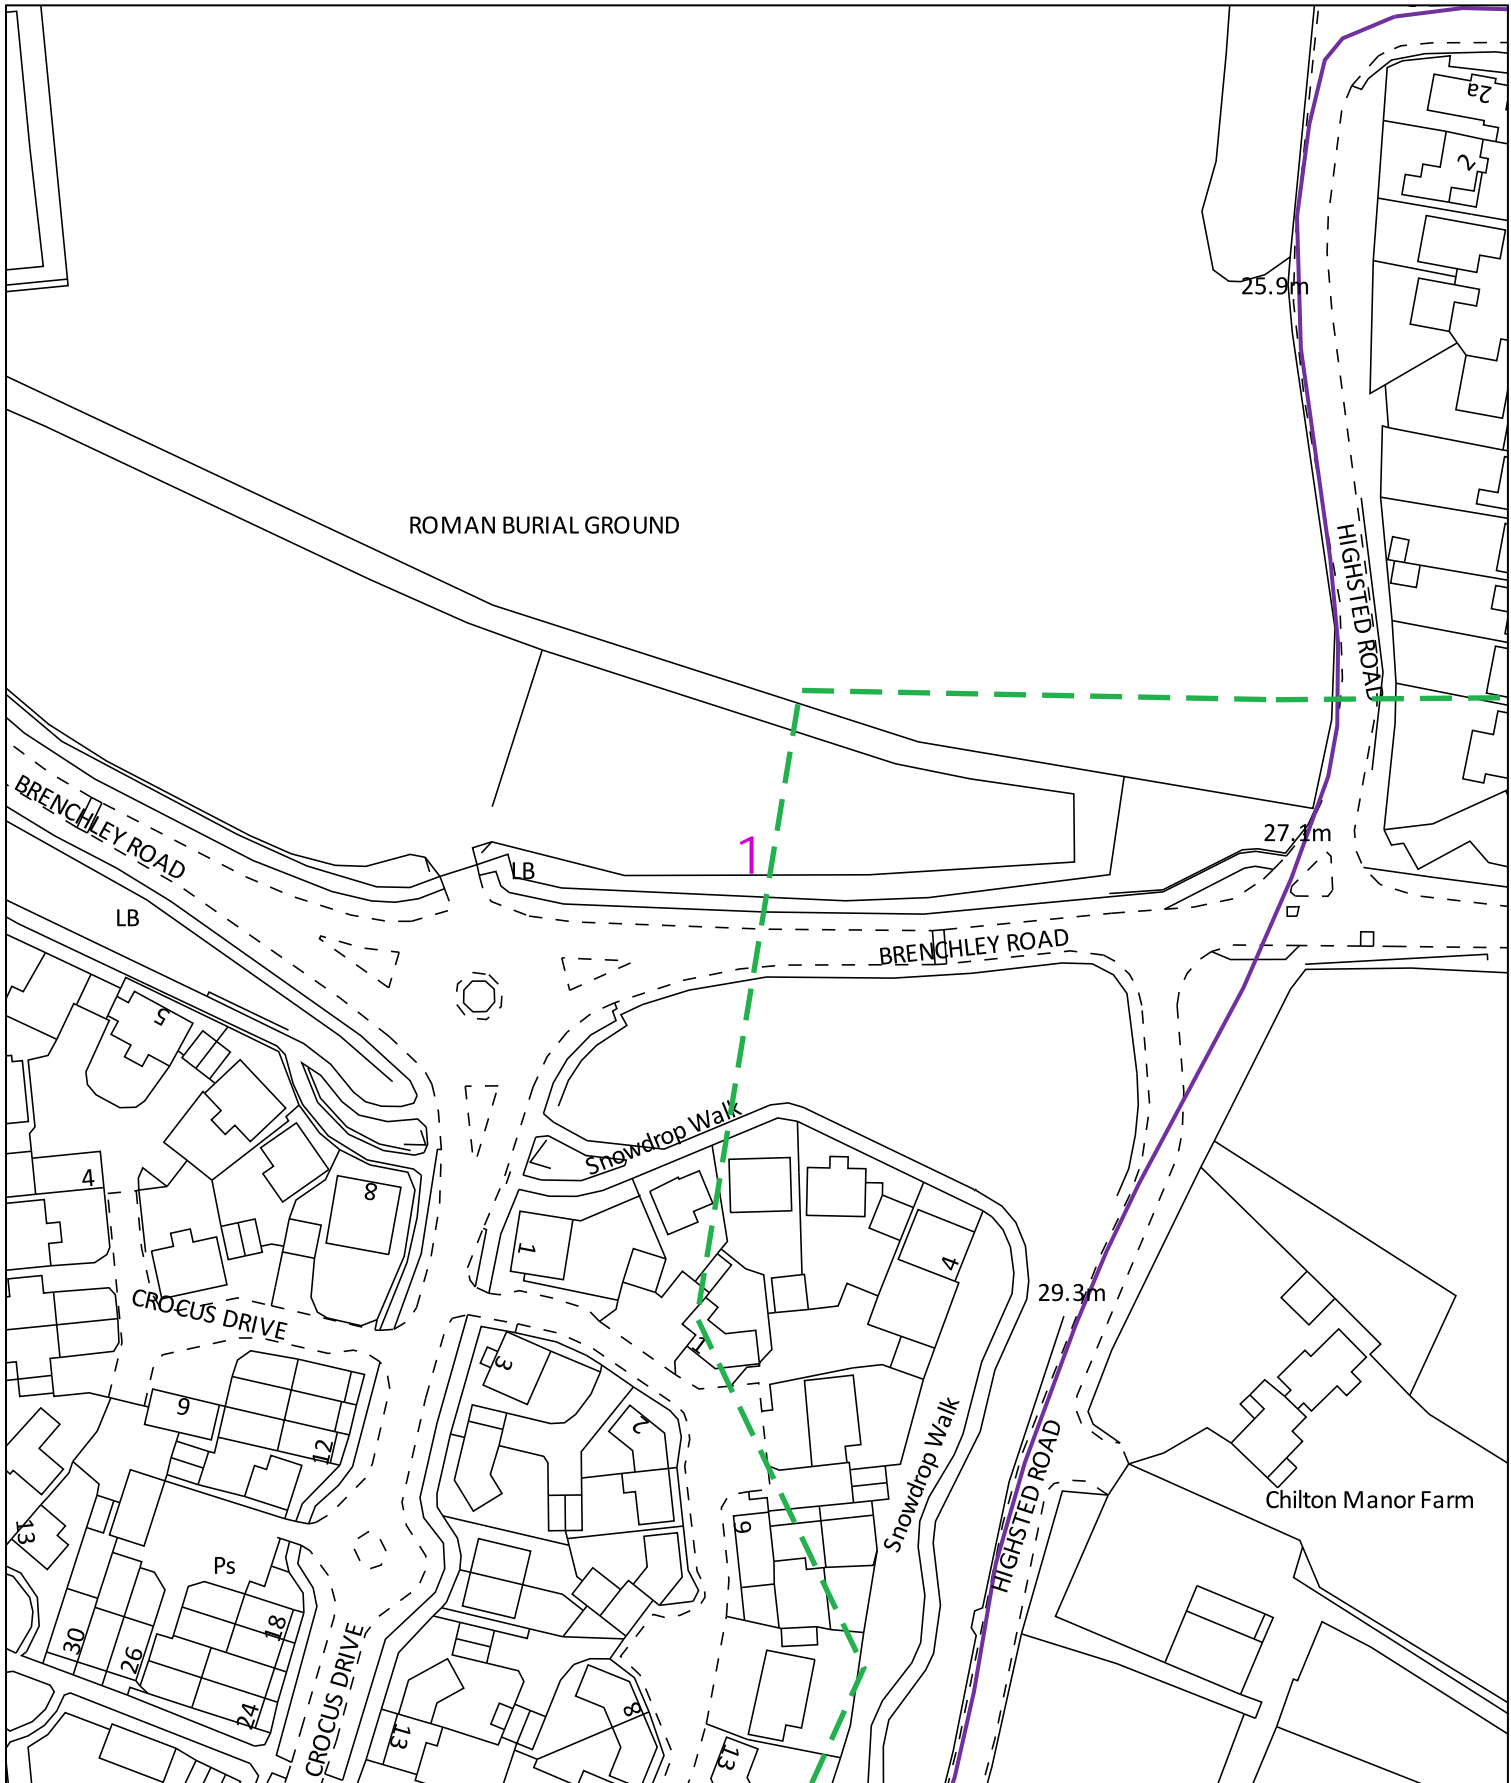 2a
2
25.9m
ROMAN BURIAL GROUND
HIGHSTED ROAD
BRENCHLEY ROAD
27.1m
1
LB
LB
BRENCHLEY ROAD
5
Snowdrop Walk
4
8
1
4
29.3m
CROCUS DRIVE
1
3
9
2
12
Snowdrop Walk
HIGHSTED ROAD
Chilton Manor Farm
13
9
Ps
18
30
26
CROCUS DRIVE
24
8
13
13